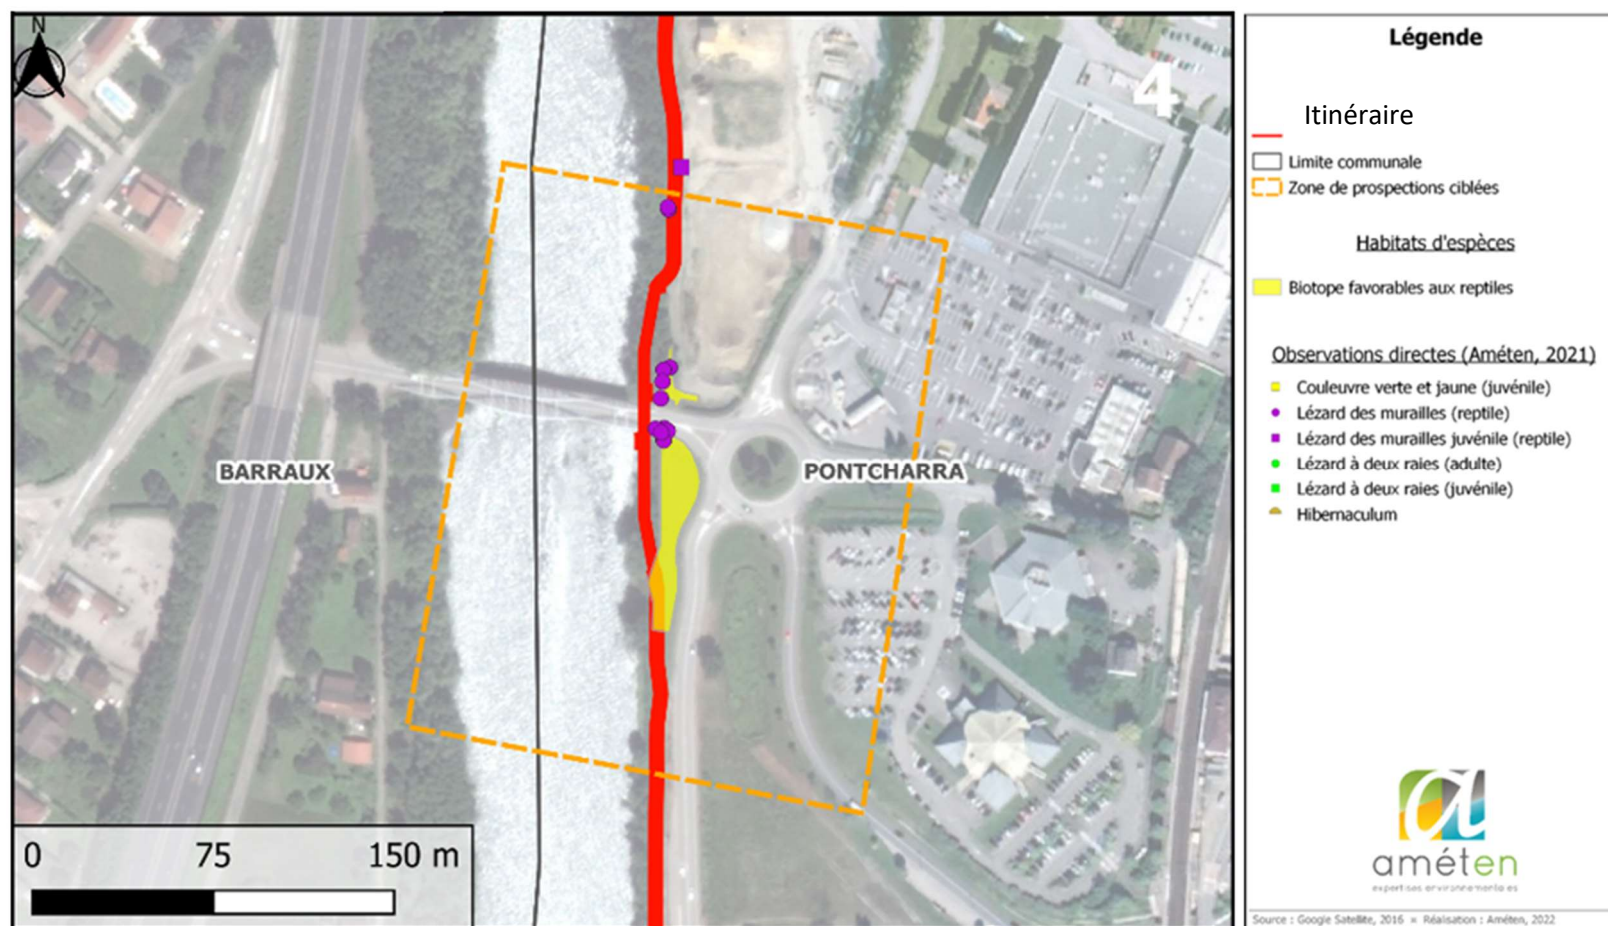 N
4
BARRAUX
PONTCHARRA
0 75 150 m
Légende
Itinéraire
Limite communale
Zone de prospections ciblées
Habitats d'espèces
Biotope favorables aux reptiles
Observations directes (Améten, 2021)
Couleuvre verte et jaune (juvénile)
Lézard des murailles (reptile)
Lézard des murailles juvénile (reptile)
Lézard à deux raies (adulte)
Lézard à deux raies (juvénile)
Hibernaculum
a
améten
expertises environnementales
Source : Google Satellite, 2016 ¤ Réalisation : Améten, 2022